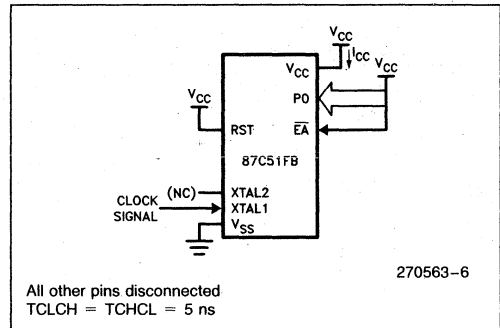 VCC
ICC
VCC
VCC
VCC
P0
RST
EA
87C51FB
(NC)
XTAL2
CLOCK
SIGNAL
XTAL1
VSS
270563-6
All other pins disconnected
TCLCH = TCHCL = 5 ns